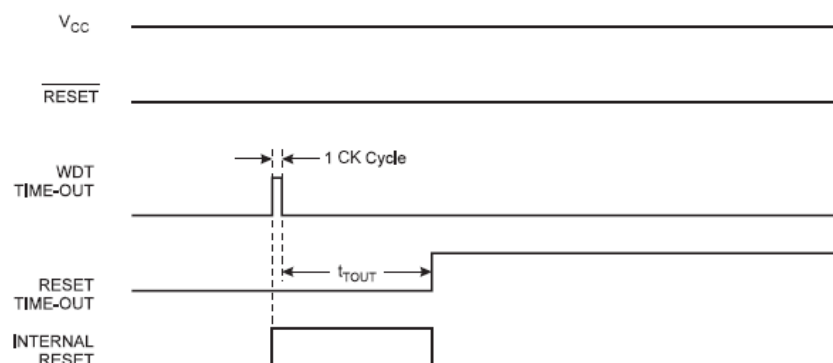 VCC
RESET
1 CK Cycle
WDT
TIME-OUT
tTOUT
RESET
TIME-OUT
INTERNAL
RESET